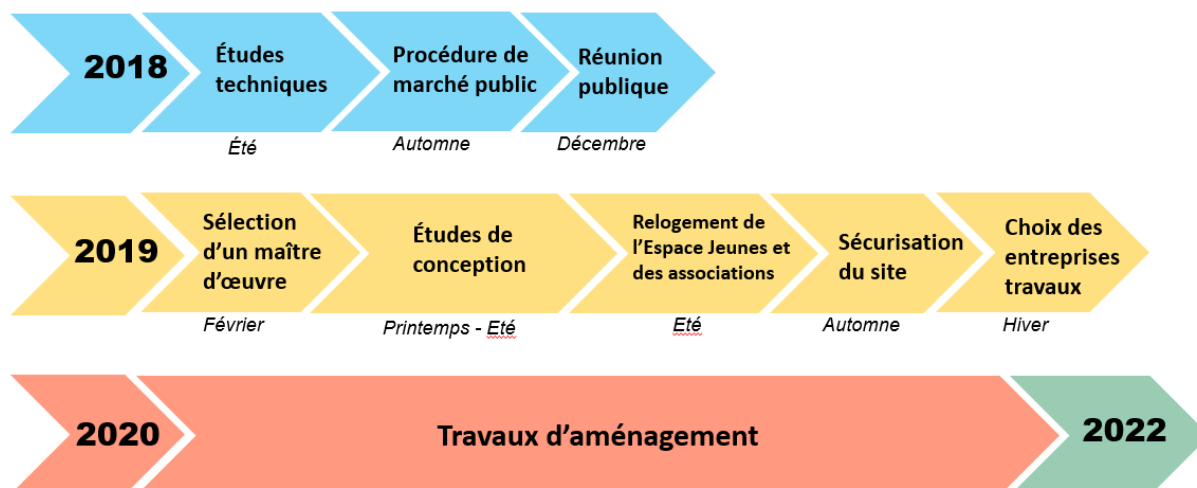 2018
Études
techniques
Procédure de
marché public
Réunion
publique
Été
Automne
Décembre
2019
Sélection
d'un maître
d'œuvre
Études de
conception
Relogement de
l'Espace Jeunes et
des associations
Sécurisation
du site
Choix des
entreprises
travaux
Février
Printemps - Eté
Eté
Automne
Hiver
2020
Travaux d'aménagement
2022